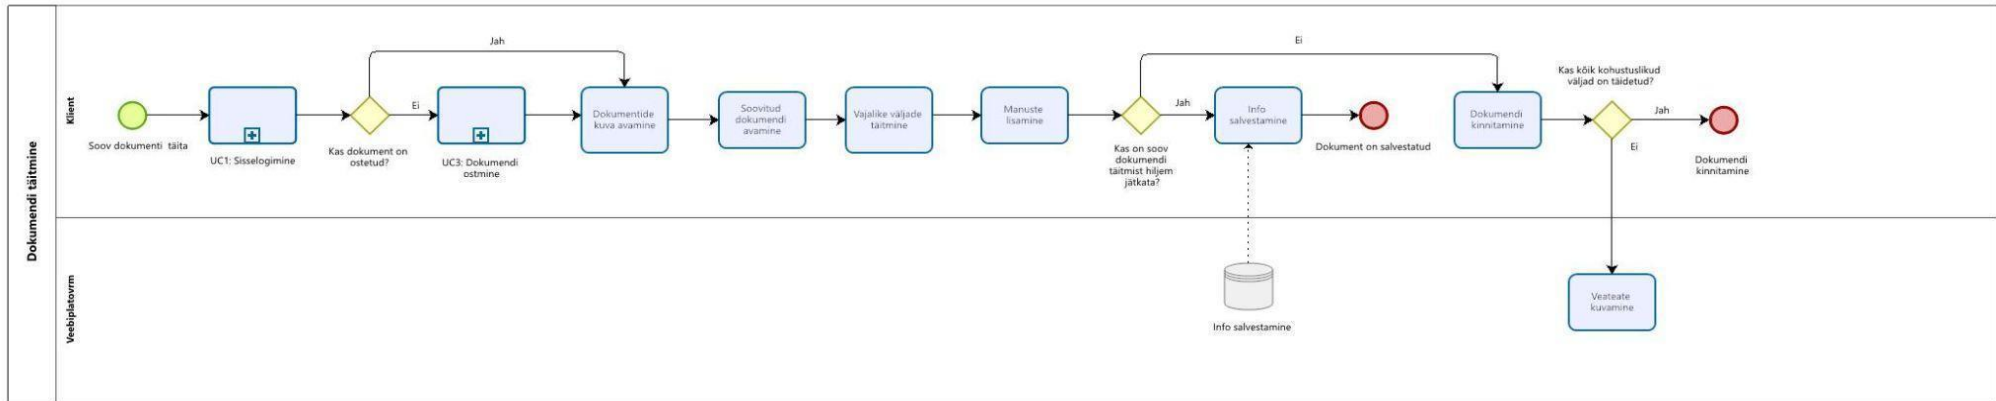 Dokumendi täitmine
Klient
Soov dokumenti täita
UC1: Sisselogimine
Kas dokument on
ostetud?
Jah
Ei
UC3: Dokumendi
ostmine
Dokumentide
kuva avamine
Soovitud
dokumendi
avamine
Vajalike väljade
täitmine
Manuste
lisamine
Kas on soov
dokumendi
täitmist hiljem
jätkata?
Ei
Jah
Info
salvestamine
Dokument on salvestatud
Dokumendi
kinnitamine
Kas kõik kohustuslikud
väljad on täidetud?
Jah
Ei
Dokumendi
kinnitamine
Veebiplatovrm
Info salvestamine
Veateate
kuvamine